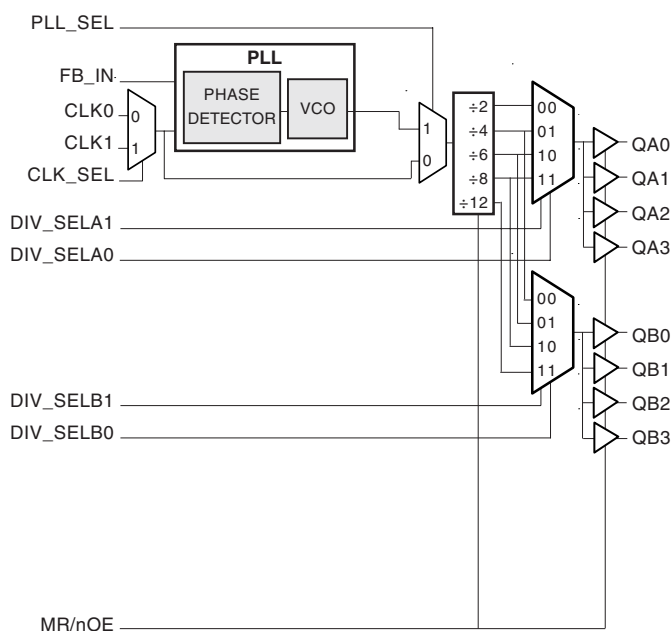 PLL_SEL
PLL
FB_IN
PHASE
DETECTOR
VCO
CLK0
0
CLK1
1
CLK_SEL
1
0
÷2
÷4
÷6
÷8
÷12
00
01
10
11
QA0
QA1
QA2
QA3
DIV_SELA1
DIV_SELA0
00
01
10
11
QB0
QB1
QB2
QB3
DIV_SELB1
DIV_SELB0
MR/nOE